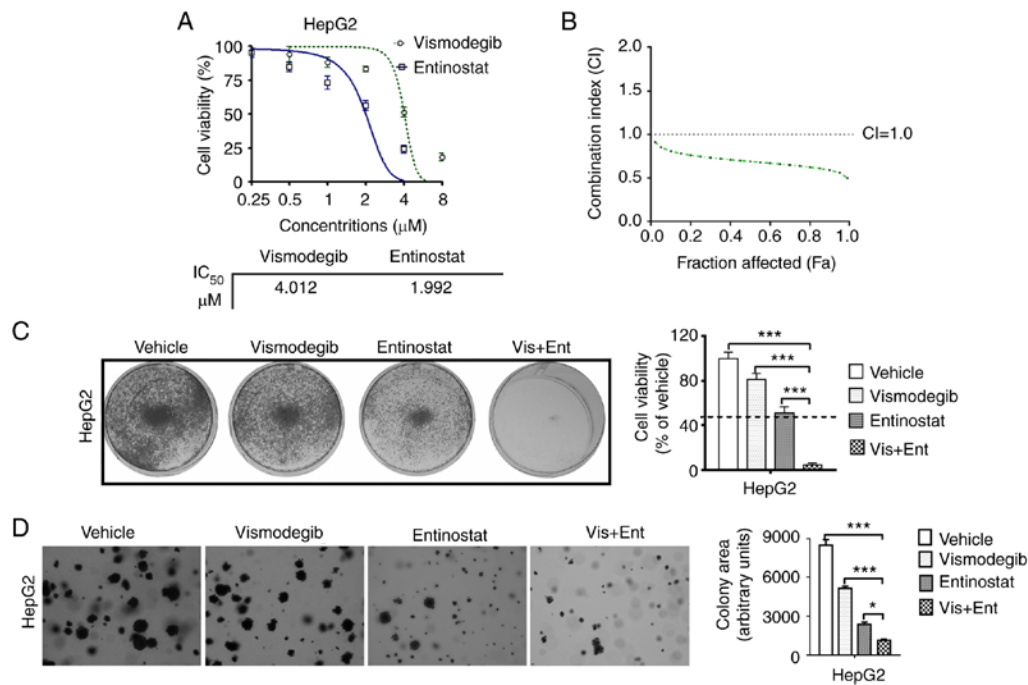 A
HepG2
Cell viability (%)
100
75
50
25
0
0.25 0.5 1 2 4 8
Concentritions (μM)
Vismodegib
Entinostat
Vismodegib Entinostat
IC50
μM
4.012 1.992
B
Combination index (CI)
2.0
1.5
1.0
0.5
0.0
CI=1.0
0.0 0.2 0.4 0.6 0.8 1.0
Fraction affected (Fa)
C
Vehicle Vismodegib Entinostat Vis+Ent
HepG2
Cell viability
(% of vehicle)
120
80
40
0
***
***
***
HepG2
Vehicle
Vismodegib
Entinostat
Vis+Ent
D
Vehicle Vismodegib Entinostat Vis+Ent
HepG2
Colony area
(arbitrary units)
9000
6000
3000
0
***
***
*
HepG2
Vehicle
Vismodegib
Entinostat
Vis+Ent